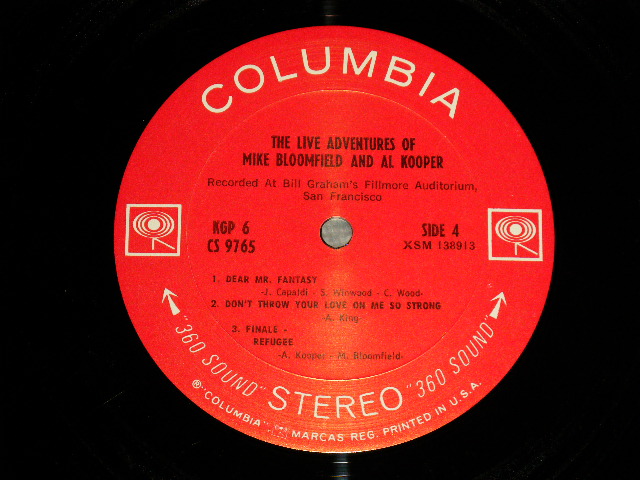 COLUMBIA
THE LIVE ADVENTURES OF
MIKE BLOOMFIELD AND AL KOOPER
Recorded At Bill Graham's Fillmore Auditorium,
San Francisco
KGP 6
CS 9765
SIDE 4
XSM 138913
1. DEAR MR. FANTASY
-J. Capaldi - S. Winwood - C. Wood-
2. DON'T THROW YOUR LOVE ON ME SO STRONG
-A. King-
3. FINALE -
REFUGEE
-A. Kooper - M. Bloomfield-
"360 SOUND" STEREO "360 SOUND"
® "COLUMBIA", MARCAS REG. PRINTED IN U.S.A.